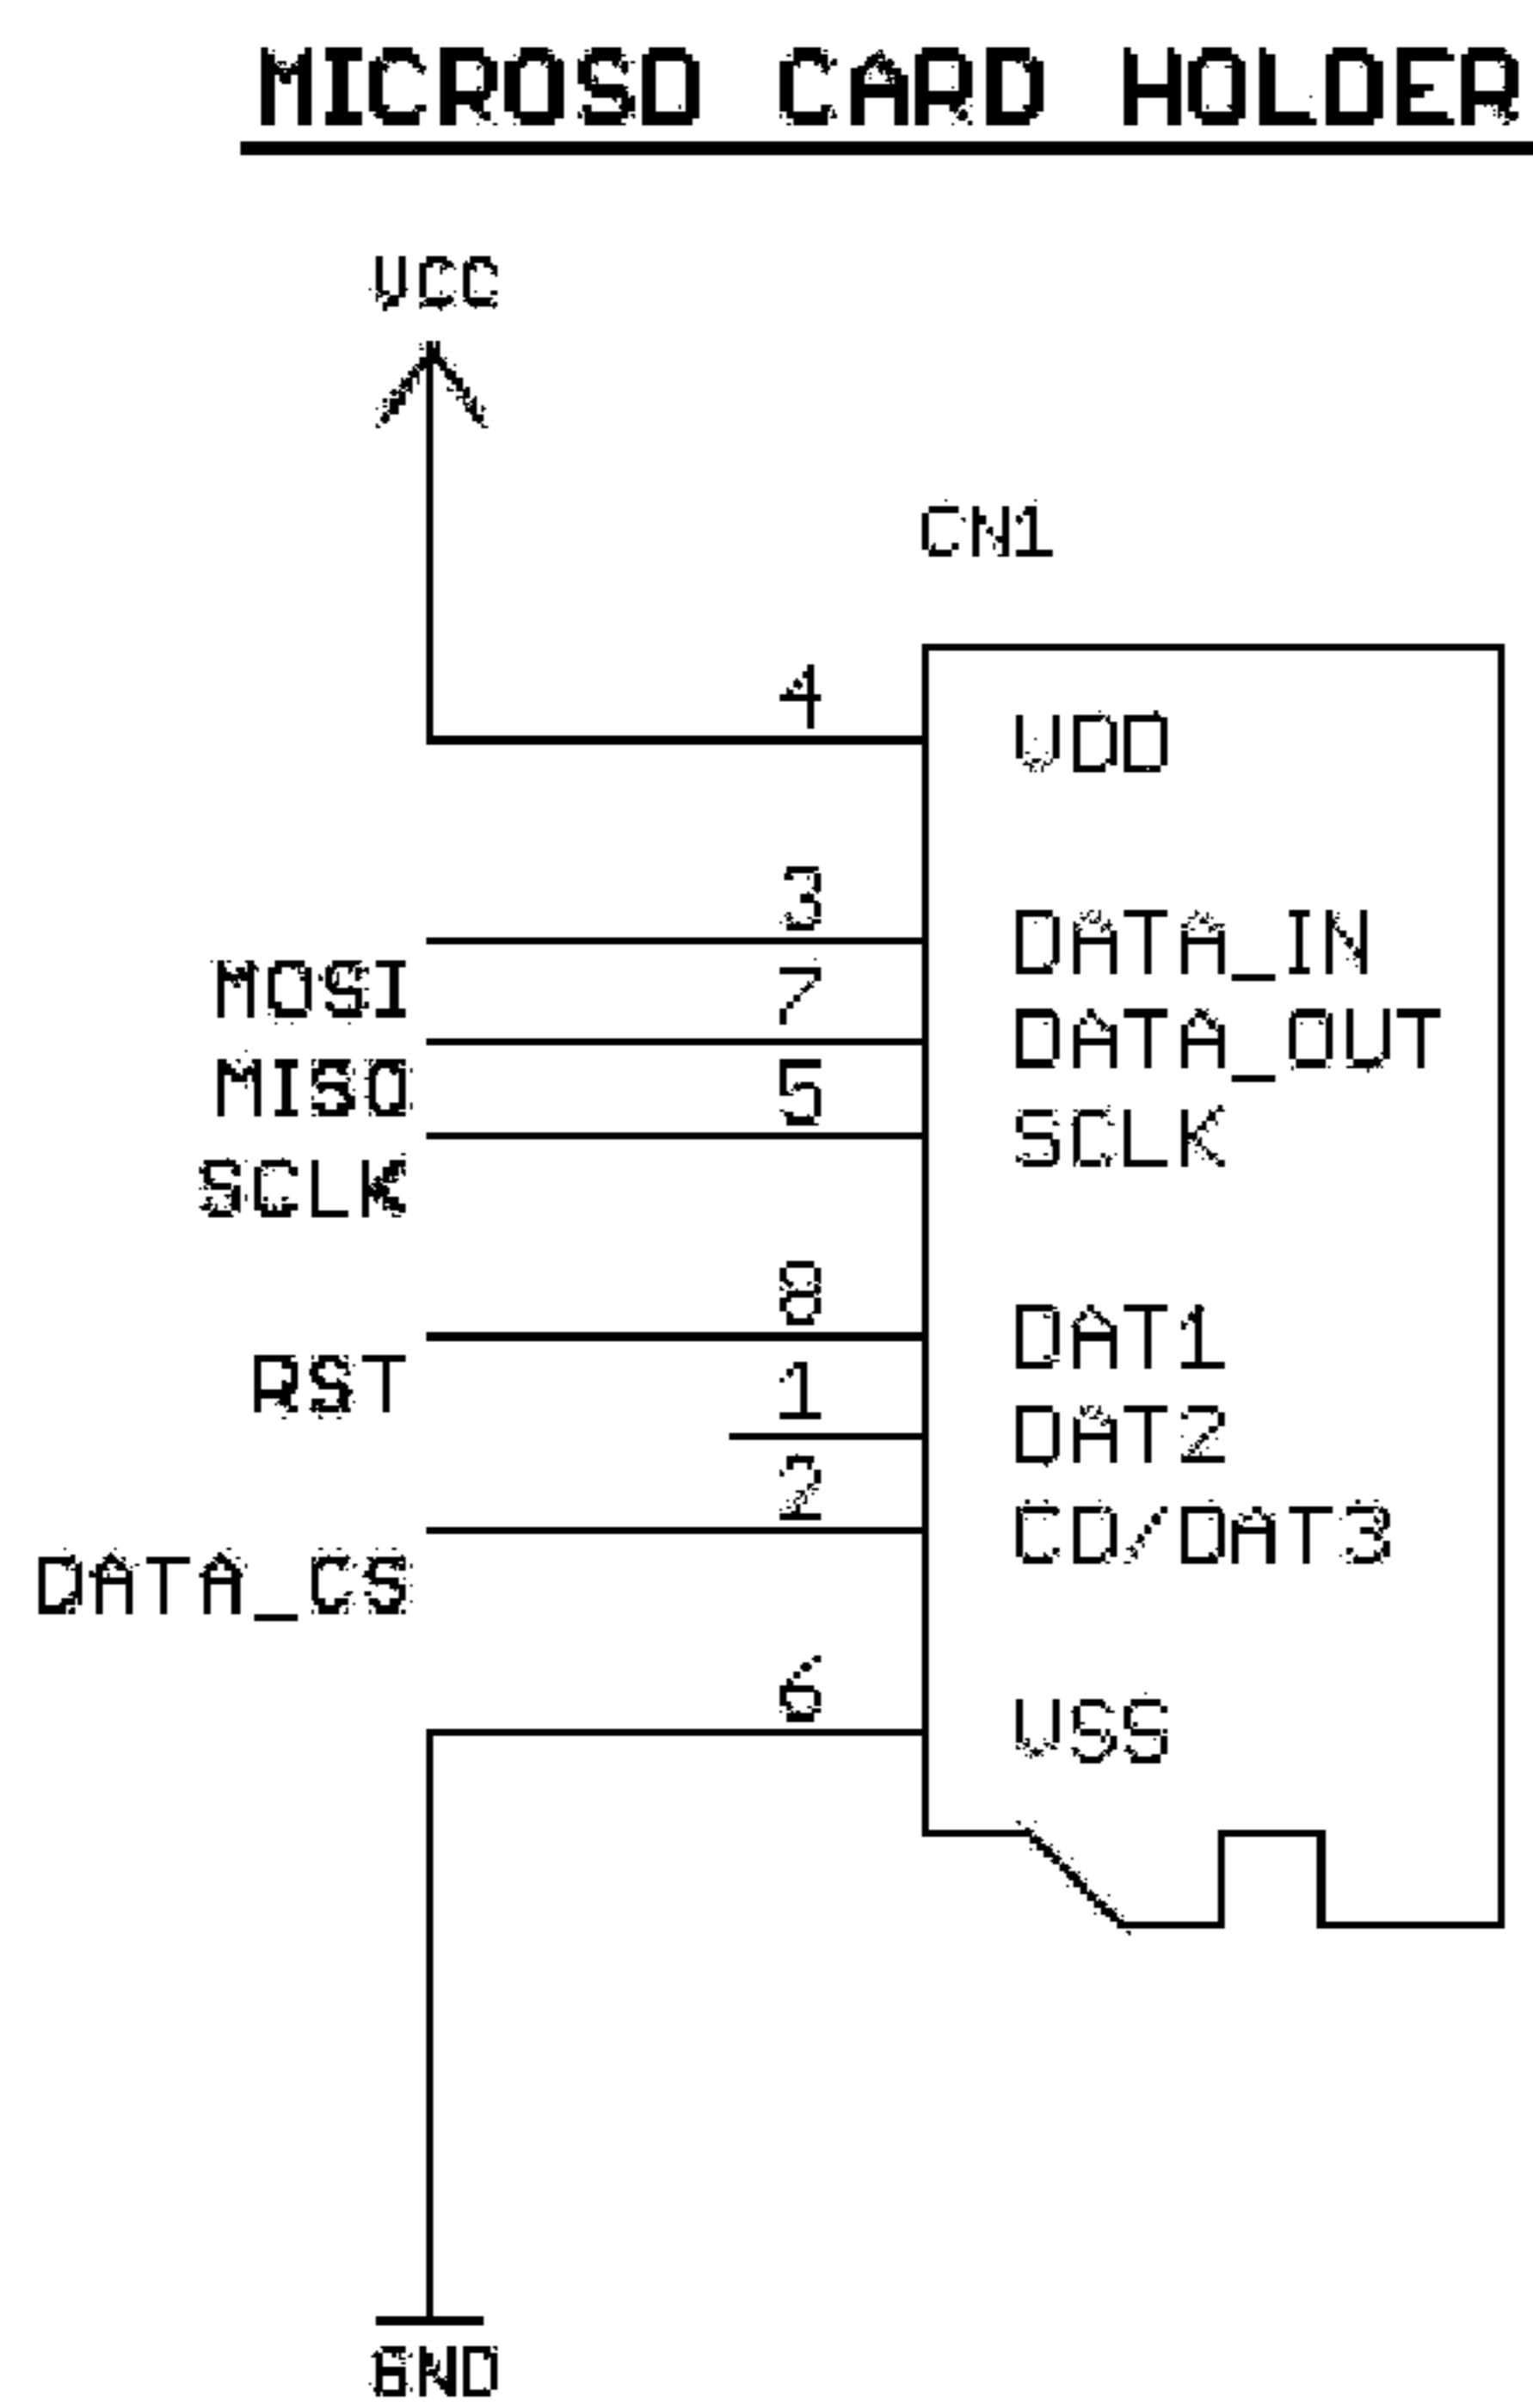 MICROSD CARD HOLDER
VCC
CN1
4 VDD
3 DATA_IN
MOSI
7 DATA_OUT
MISO
5 SCLK
SCLK
8 DAT1
RST
1 DAT2
2 CD/DAT3
DATA_CS
6 VSS
GND